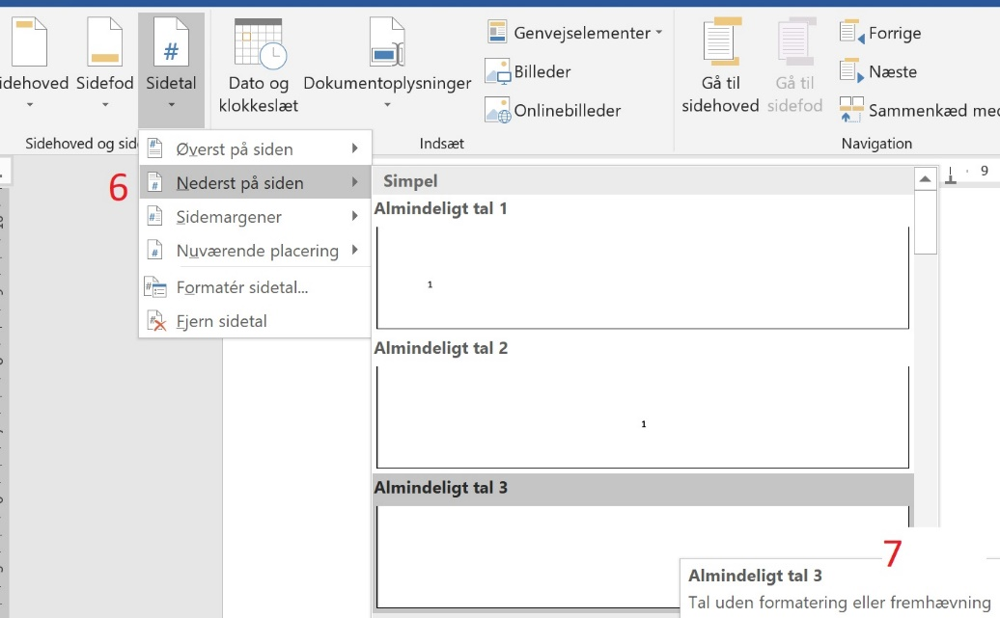 idehoved Sidefod Sidetal
Dato og
klokkeslæt
Dokumentoplysninger
Genvejselementer
Billeder
Onlinebilleder
Gå til
sidehoved
Gå til
sidefod
Forrige
Næste
Sammenkæd med
Sidehoved og sid
Indsæt
Navigation
Øverst på siden
6
Nederst på siden
Sidemargener
Nuværende placering
Formatér sidetal...
Fjern sidetal
9
Simpel
Almindeligt tal 1
1
Almindeligt tal 2
1
Almindeligt tal 3
7
Almindeligt tal 3
Tal uden formatering eller fremhævning